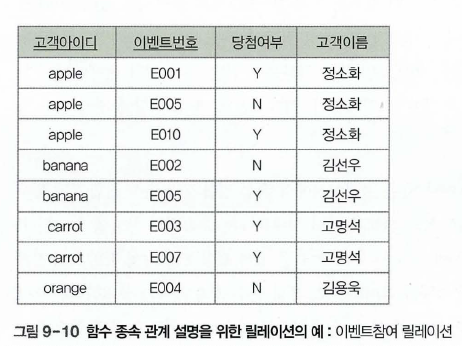 고객아이디 이벤트번호 당첨여부 고객이름
apple E001 Y 정소화
apple E005 N 정소화
apple E010 Y 정소화
banana E002 N 김선우
banana E005 Y 김선우
carrot E003 Y 고명석
carrot E007 Y 고명석
orange E004 N 김용욱
그림 9-10 함수 종속 관계 설명을 위한 릴레이션의 예 : 이벤트참여 릴레이션